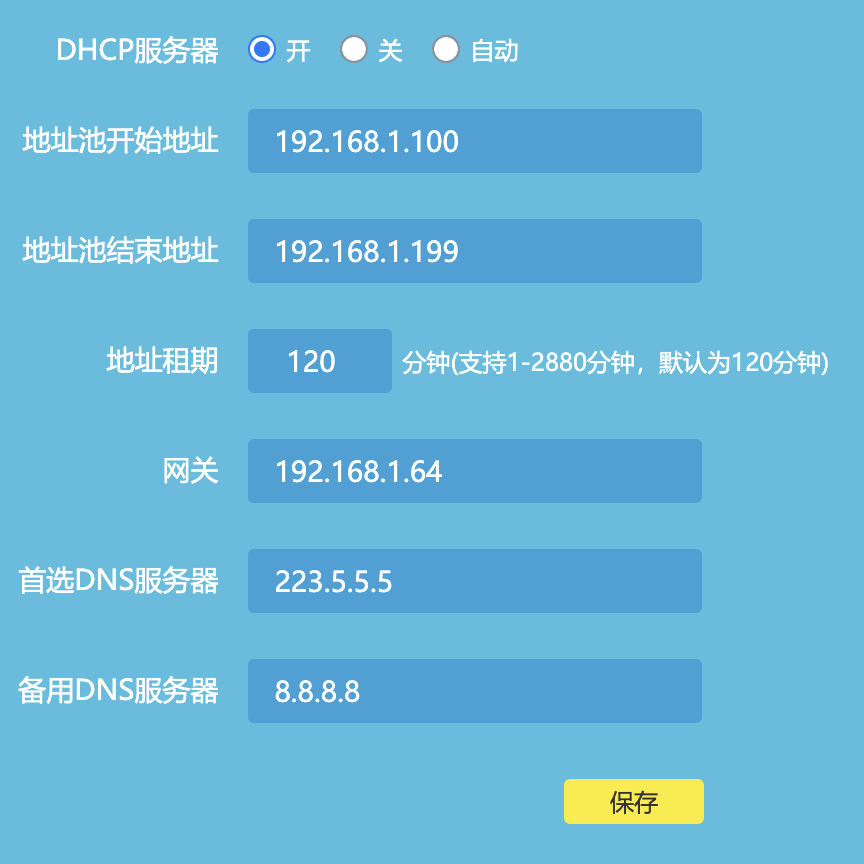 DHCP服务器 开 关 自动
地址池开始地址 192.168.1.100
地址池结束地址 192.168.1.199
地址租期 120 分钟(支持1-2880分钟，默认为120分钟)
网关 192.168.1.64
首选DNS服务器 223.5.5.5
备用DNS服务器 8.8.8.8
保存